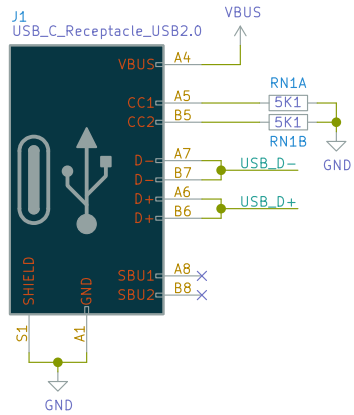 J1
USB_C_Receptacle_USB2.0
VBUS
VBUS A4
RN1A
CC1 A5 5K1
CC2 B5 5K1
RN1B
GND
D- A7
D- B7 USB_D-
D+ A6
D+ B6 USB_D+
SBU1 A8
SBU2 B8
SHIELD
GND
S1
A1
GND